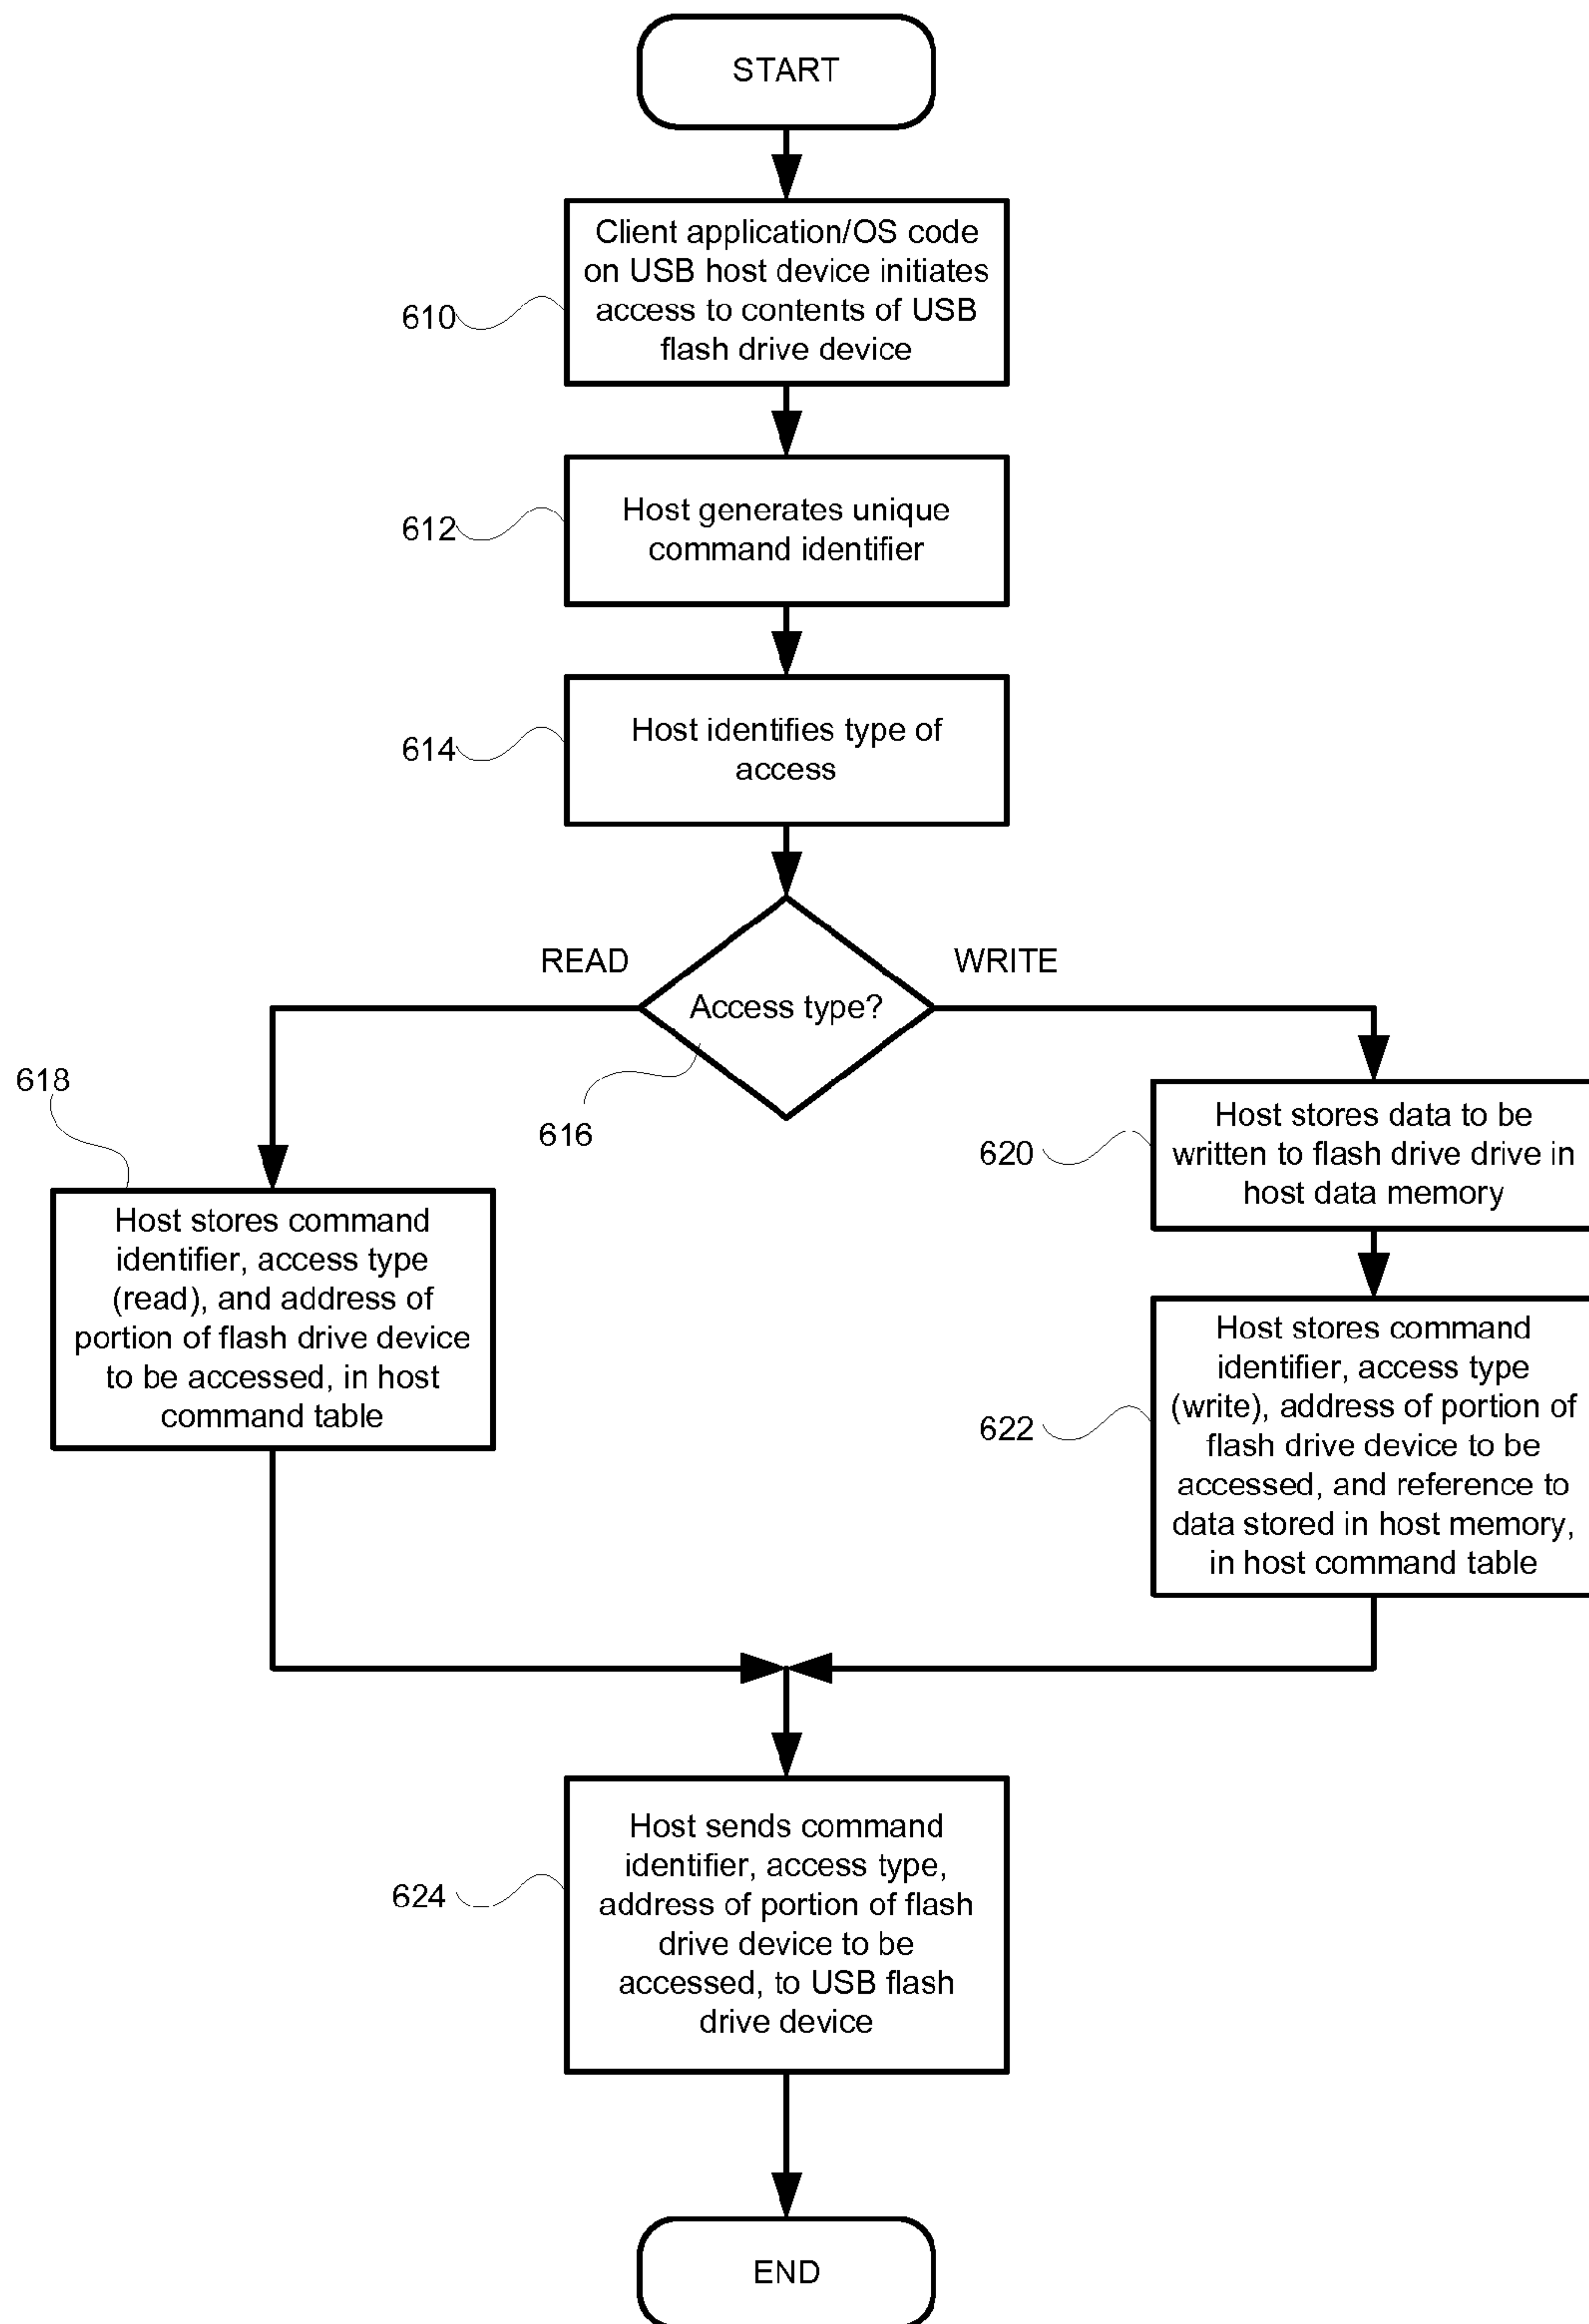 START
Client application/OS code
on USB host device initiates
access to contents of USB
flash drive device
610
Host generates unique
command identifier
612
Host identifies type of
access
614
READ
WRITE
Access type?
616
618
Host stores command
identifier, access type
(read), and address of
portion of flash drive device
to be accessed, in host
command table
Host stores data to be
written to flash drive drive in
host data memory
620
Host stores command
identifier, access type
(write), address of portion of
flash drive device to be
accessed, and reference to
data stored in host memory,
in host command table
622
Host sends command
identifier, access type,
address of portion of flash
drive device to be
accessed, to USB flash
drive device
624
END